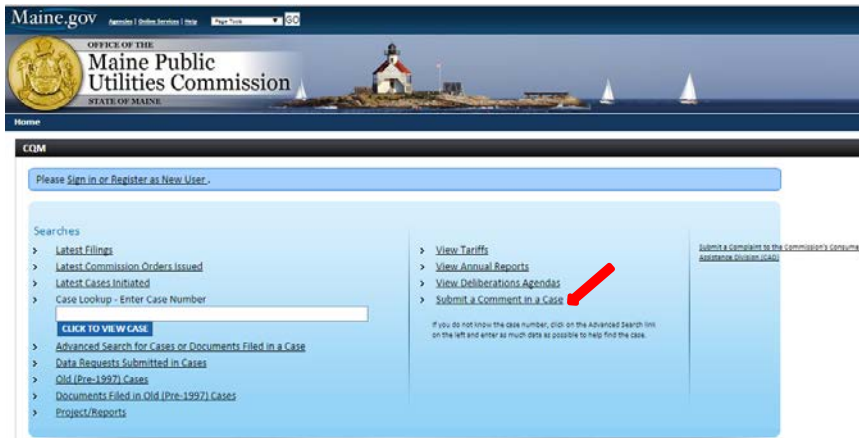 Maine.gov Agencies | Online Services | Help Page Tools GO
OFFICE OF THE
Maine Public
Utilities Commission
STATE OF MAINE
Home
CQM
Please Sign in or Register as New User .
Searches
› Latest Filings
› Latest Commission Orders Issued
› Latest Cases Initiated
› Case Lookup - Enter Case Number
CLICK TO VIEW CASE
› Advanced Search for Cases or Documents Filed in a Case
› Data Requests Submitted in Cases
› Old (Pre-1997) Cases
› Documents Filed in Old (Pre-1997) Cases
› Project/Reports
› View Tariffs
› View Annual Reports
› View Deliberations Agendas
› Submit a Comment in a Case
If you do not know the case number, click on the Advanced Search link
on the left and enter as much data as possible to help find the case.
Submit a Complaint to the Commission's Consume
Assistance Division (CAD)